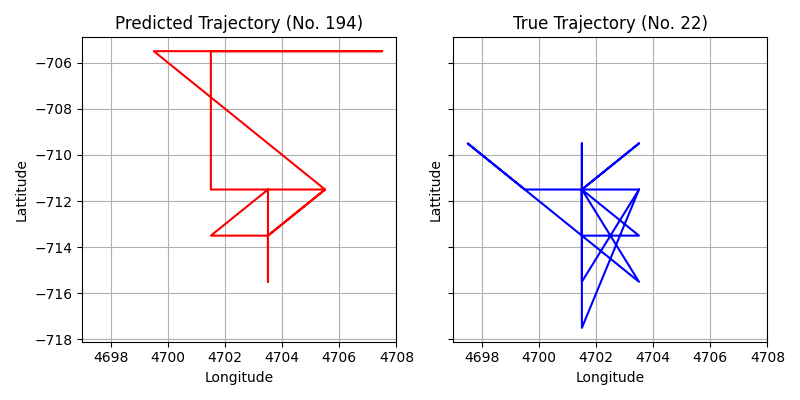 Predicted Trajectory (No. 194)
True Trajectory (No. 22)
Lattitude
−706
−708
−710
−712
−714
−716
−718
4698 4700 4702 4704 4706 4708
Longitude
Lattitude
4698 4700 4702 4704 4706 4708
Longitude